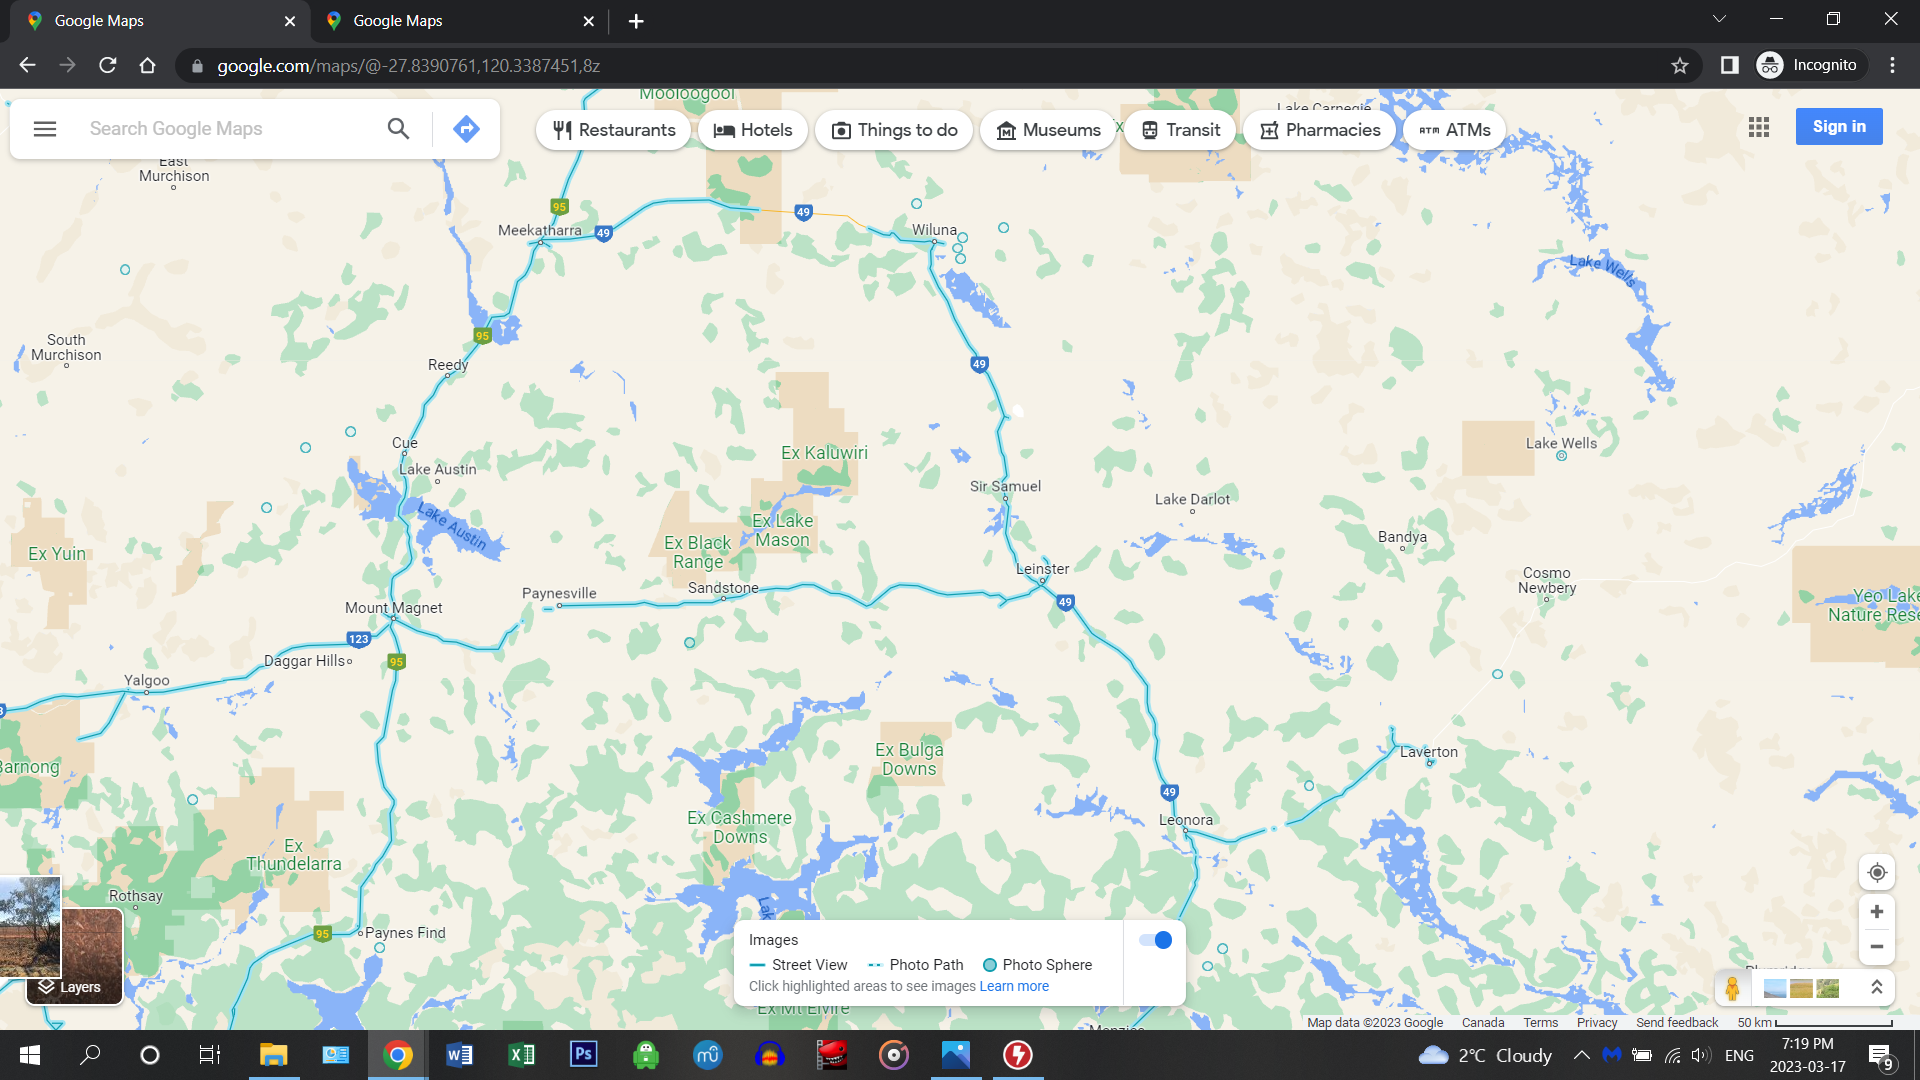 Google Maps
Google Maps
google.com/maps/@-27.8390761,120.3387451,8z
Incognito
Search Google Maps
Restaurants
Hotels
Things to do
Museums
Transit
Pharmacies
ATM ATMs
Sign in
Mooloogool
Lake Carnegie
East
Murchison
95
49
Meekatharra
49
Wiluna
Lake Wells
South
Murchison
95
Reedy
49
Cue
Lake Austin
Lake Austin
Ex Kaluwiri
Lake Wells
Sir Samuel
Lake Darlot
Ex Yuin
Ex Lake
Mason
Ex Black
Range
Bandya
Leinster
Cosmo
Newbery
Paynesville
Sandstone
49
Yeo Lake
Nature Rese
Mount Magnet
123
95
Daggar Hills
Yalgoo
Barnong
Ex Bulga
Downs
Laverton
49
Leonora
Ex Cashmere
Downs
Ex
Thundelarra
Rothsay
95
Paynes Find
Lak
Images
Street View
Photo Path
Photo Sphere
Click highlighted areas to see images Learn more
Layers
Ex Mt Elvire
Menzies
Map data ©2023 Google
Canada
Terms
Privacy
Send feedback
50 km
2°C Cloudy
ENG
7:19 PM
2023-03-17
9